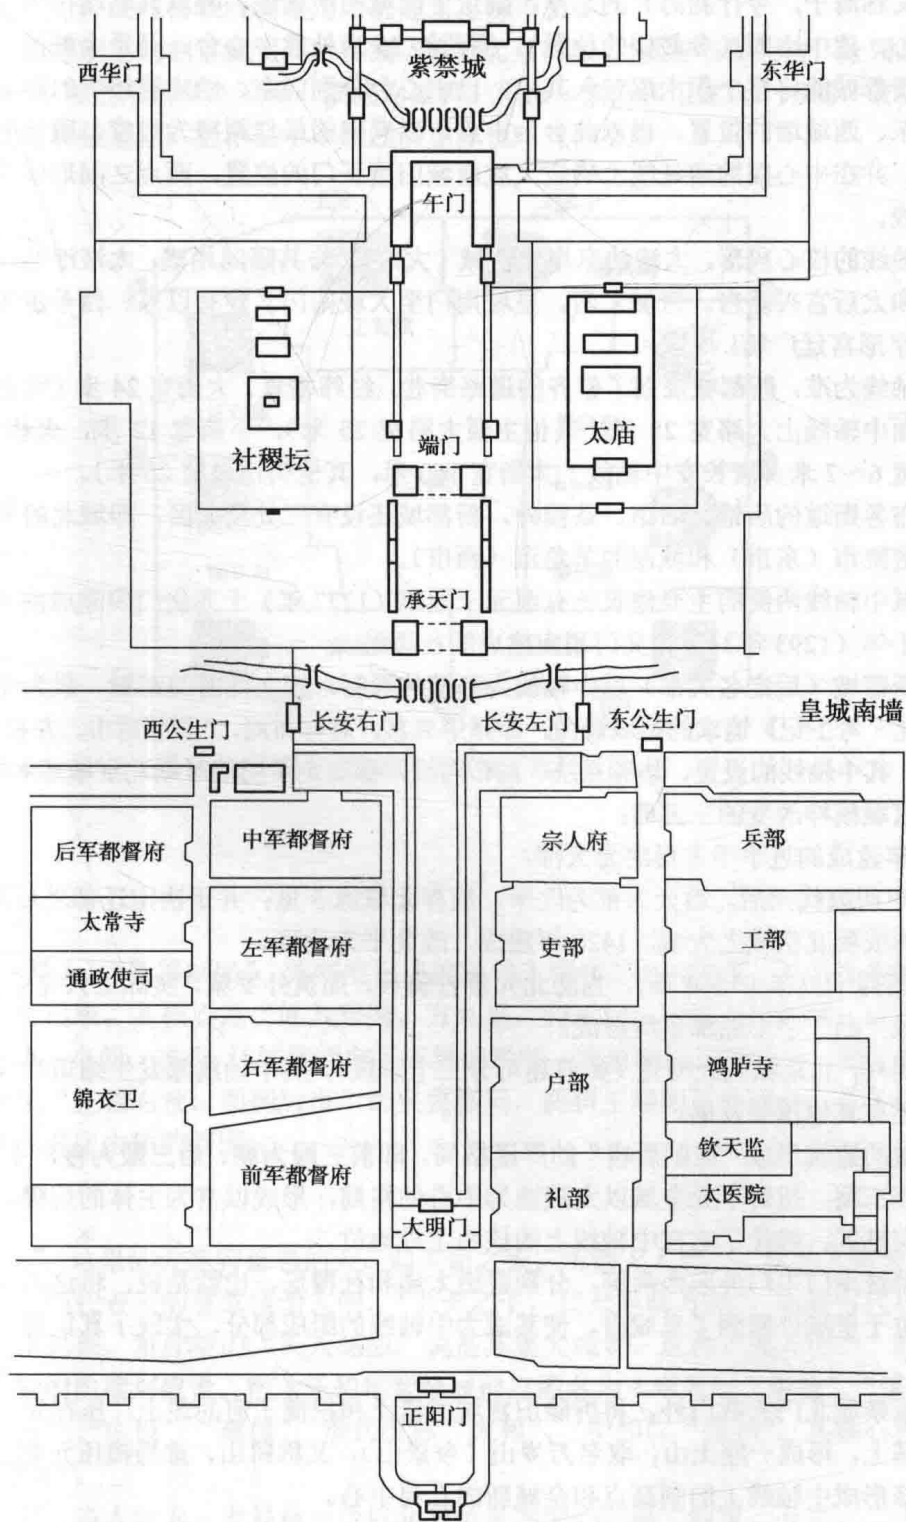 西华门
紫禁城
东华门
午门
社稷坛
端门
太庙
承天门
长安右门
长安左门
东公生门
皇城南墙
西公生门
后军都督府
中军都督府
宗人府
兵部
太常寺
左军都督府
吏部
工部
通政使司
右军都督府
户部
鸿胪寺
锦衣卫
前军都督府
钦天监
礼部
太医院
大明门
正阳门